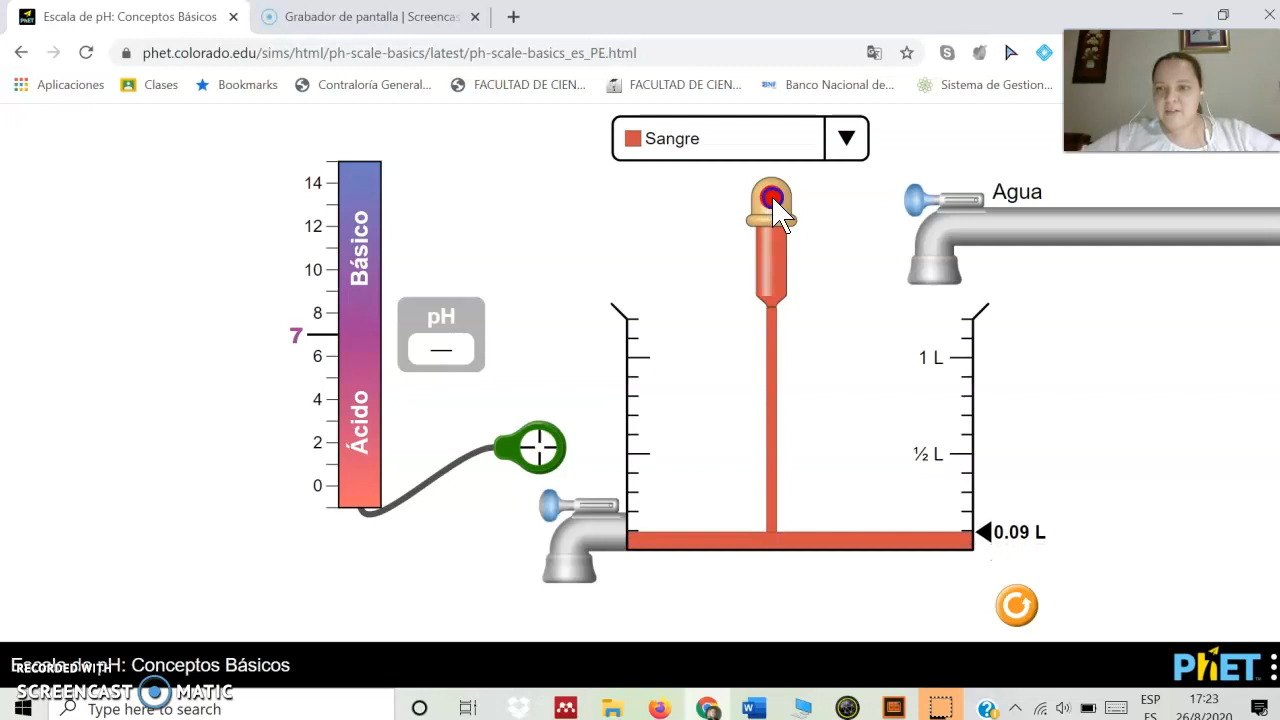 Escala de pH: Conceptos Básicos
Grabador de pantalla | Screencas
phet.colorado.edu/sims/html/ph-scale-basics/latest/ph-scale-basics_es_PE.html
Aplicaciones
Clases
Bookmarks
Contraloría General...
FACULTAD DE CIEN...
FACULTAD DE CIEN...
Banco Nacional de...
Sistema de Gestion...
Sangre
Agua
14
12
10
8
7
6
4
2
0
Básico
Ácido
pH
—
1 L
½ L
0.09 L
Escala de pH: Conceptos Básicos
PhET
RECORDED WITH
SCREENCAST MATIC
Type here to search
ESP
ES
17:23
26/8/2020